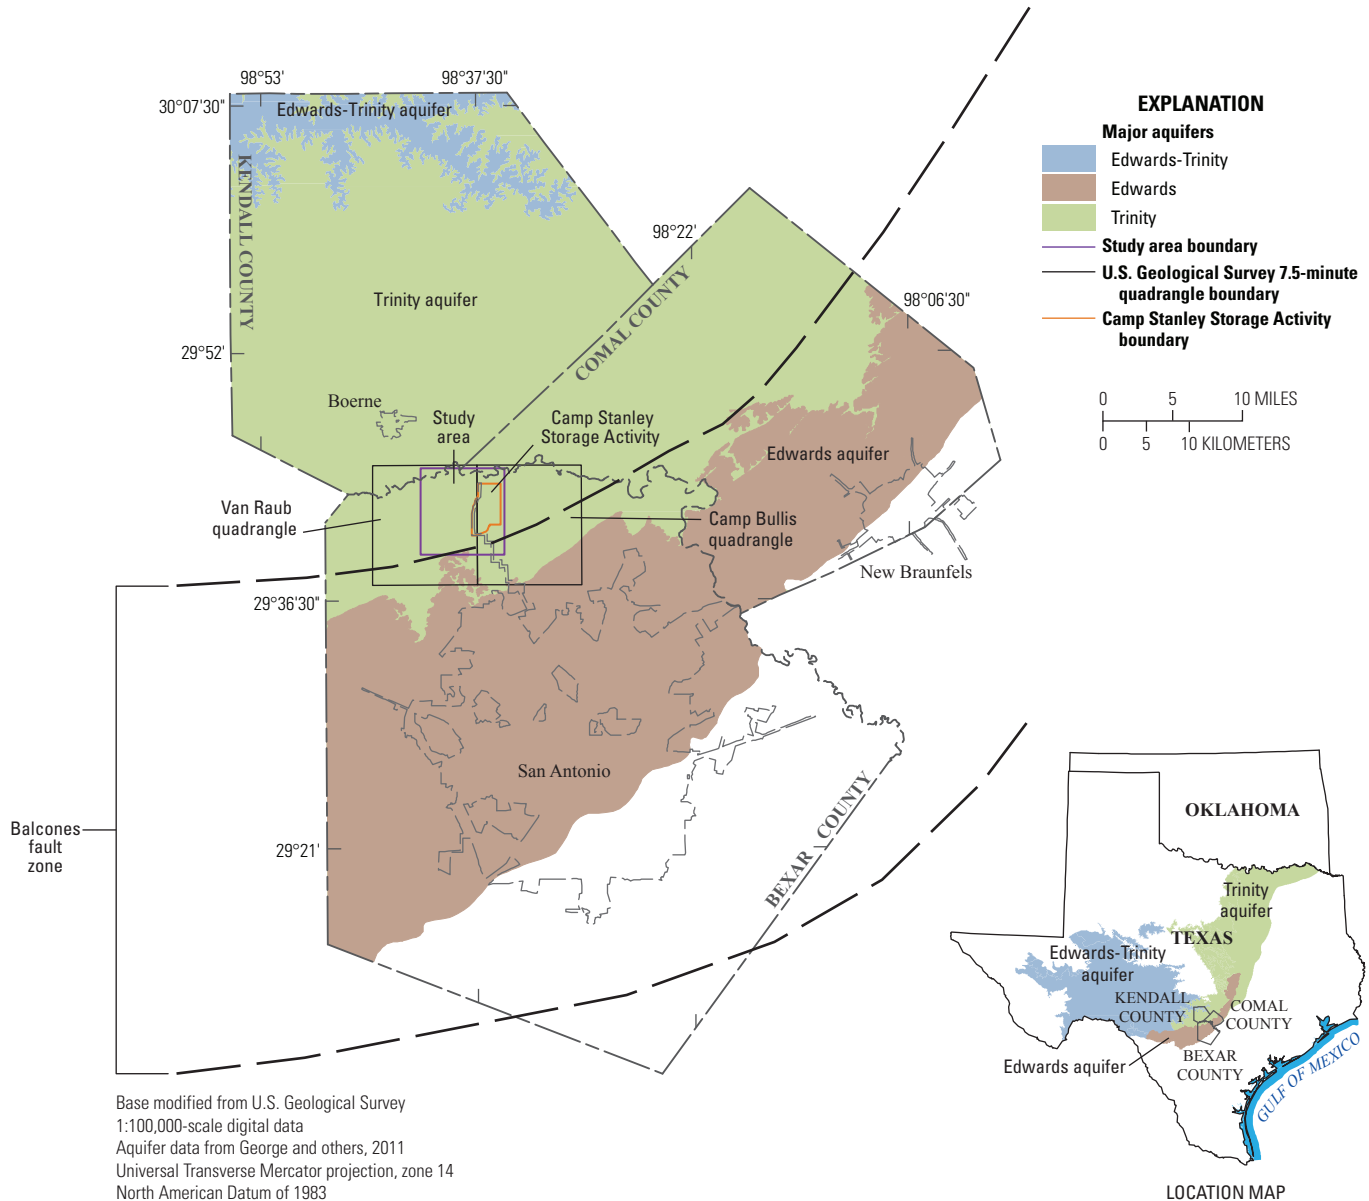 98°53'
98°37'30"
30°07'30"
Edwards-Trinity aquifer
KENDALL COUNTY
98°22'
98°06'30"
Trinity aquifer
COMAL COUNTY
29°52'
Boerne
Study
area
Camp Stanley
Storage Activity
Edwards aquifer
Van Raub
quadrangle
Camp Bullis
quadrangle
New Braunfels
29°36'30"
San Antonio
Balcones
fault
zone
29°21'
BEXAR COUNTY
EXPLANATION
Major aquifers
Edwards-Trinity
Edwards
Trinity
Study area boundary
U.S. Geological Survey 7.5-minute
quadrangle boundary
Camp Stanley Storage Activity
boundary
0 5 10 MILES
0 5 10 KILOMETERS
OKLAHOMA
Trinity
aquifer
TEXAS
Edwards-Trinity
aquifer
KENDALL
COUNTY
COMAL
COUNTY
BEXAR
COUNTY
Edwards aquifer
GULF OF MEXICO
LOCATION MAP
Base modified from U.S. Geological Survey
1:100,000-scale digital data
Aquifer data from George and others, 2011
Universal Transverse Mercator projection, zone 14
North American Datum of 1983